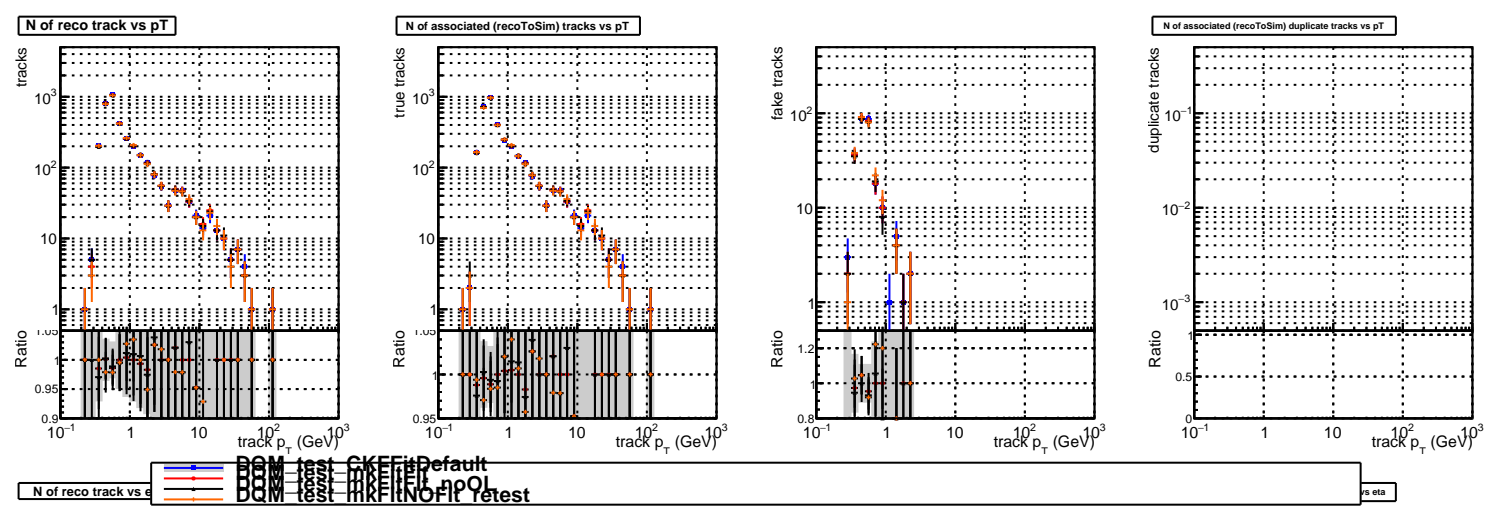 N of reco track vs pT
N of associated (recoToSim) tracks vs pT
N of associated (recoToSim) duplicate tracks vs pT
tracks
10³
10²
10
1
Ratio
1.05
1
0.95
0.9
10⁻¹ 1 10 10² 10³
track p_T (GeV)
true tracks
10³
10²
10
1
Ratio
1.05
1
0.95
10⁻¹ 1 10 10² 10³
track p_T (GeV)
fake tracks
10²
10
1
Ratio
1.2
1
0.8
10⁻¹ 1 10 10² 10³
track p_T (GeV)
duplicate tracks
10⁻¹
10⁻²
10⁻³
Ratio
1
0.5
0
10⁻¹ 1 10 10² 10³
track p_T (GeV)
DQM_test_CKFFitDefault
DQM_test_mkFitFit
DQM_test_mkFitFit_noQL
DQM_test_mkFitNOFit_retest
N of reco track vs e
vs eta